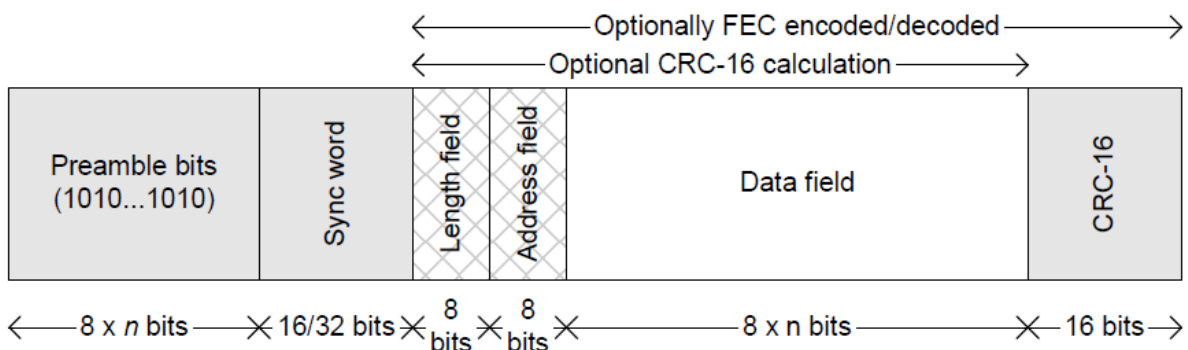 Optionally FEC encoded/decoded
Optional CRC-16 calculation
Preamble bits
(1010...1010)
Sync word
Length field
Address field
Data field
CRC-16
8 x n bits
16/32 bits
8
bits
8
bits
8 x n bits
16 bits